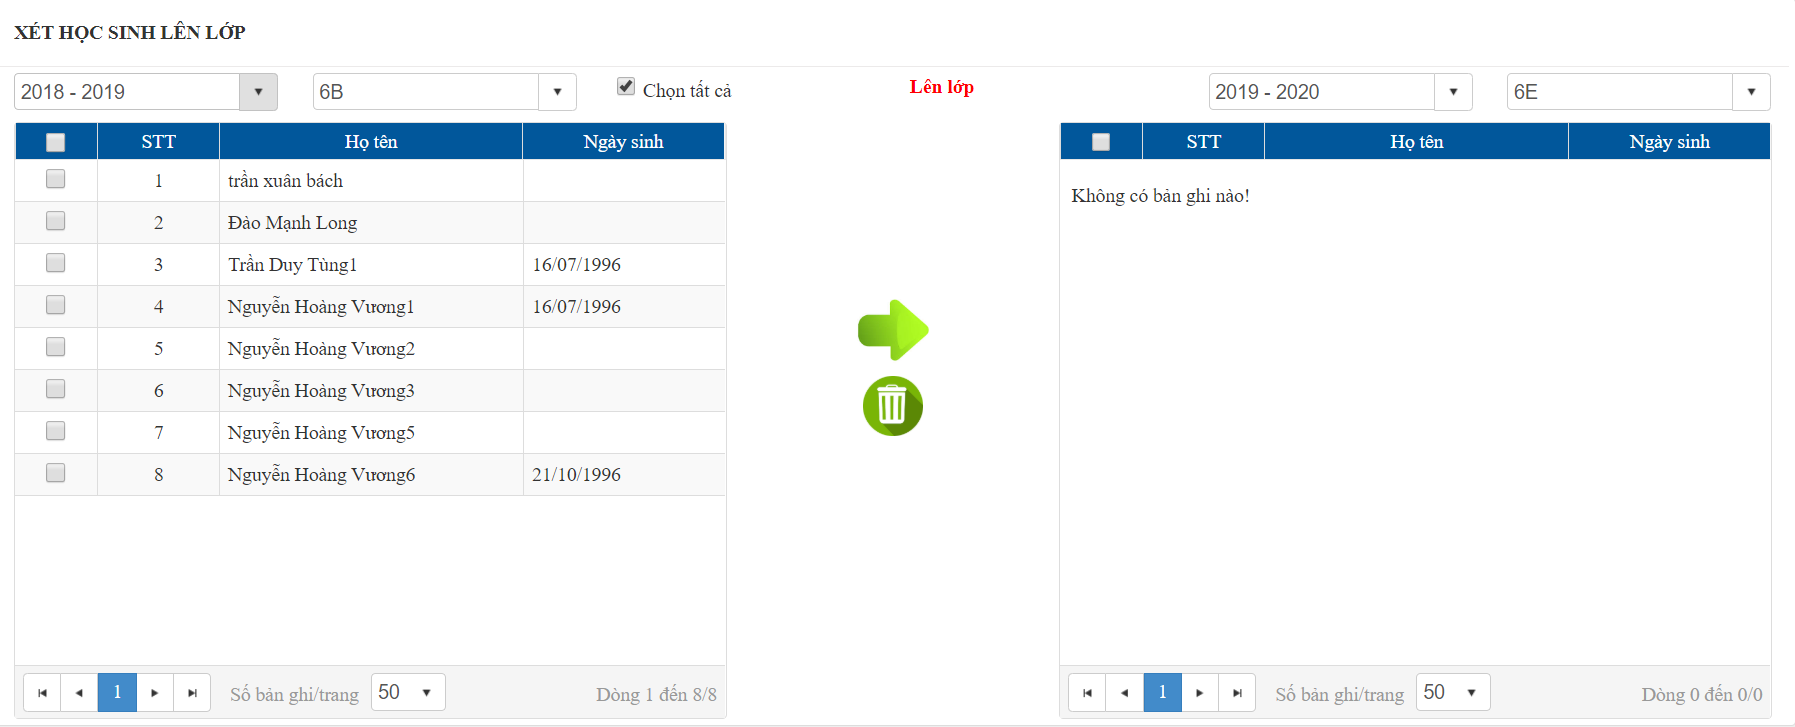 XÉT HỌC SINH LÊN LỚP
2018 - 2019 6B Chọn tất cả Lên lớp 2019 - 2020 6E
STT Họ tên Ngày sinh
1 trần xuân bách
2 Đào Mạnh Long
3 Trần Duy Tùng1 16/07/1996
4 Nguyễn Hoàng Vương1 16/07/1996
5 Nguyễn Hoàng Vương2
6 Nguyễn Hoàng Vương3
7 Nguyễn Hoàng Vương5
8 Nguyễn Hoàng Vương6 21/10/1996
1 Số bản ghi/trang 50 Dòng 1 đến 8/8
STT Họ tên Ngày sinh
Không có bản ghi nào!
1 Số bản ghi/trang 50 Dòng 0 đến 0/0